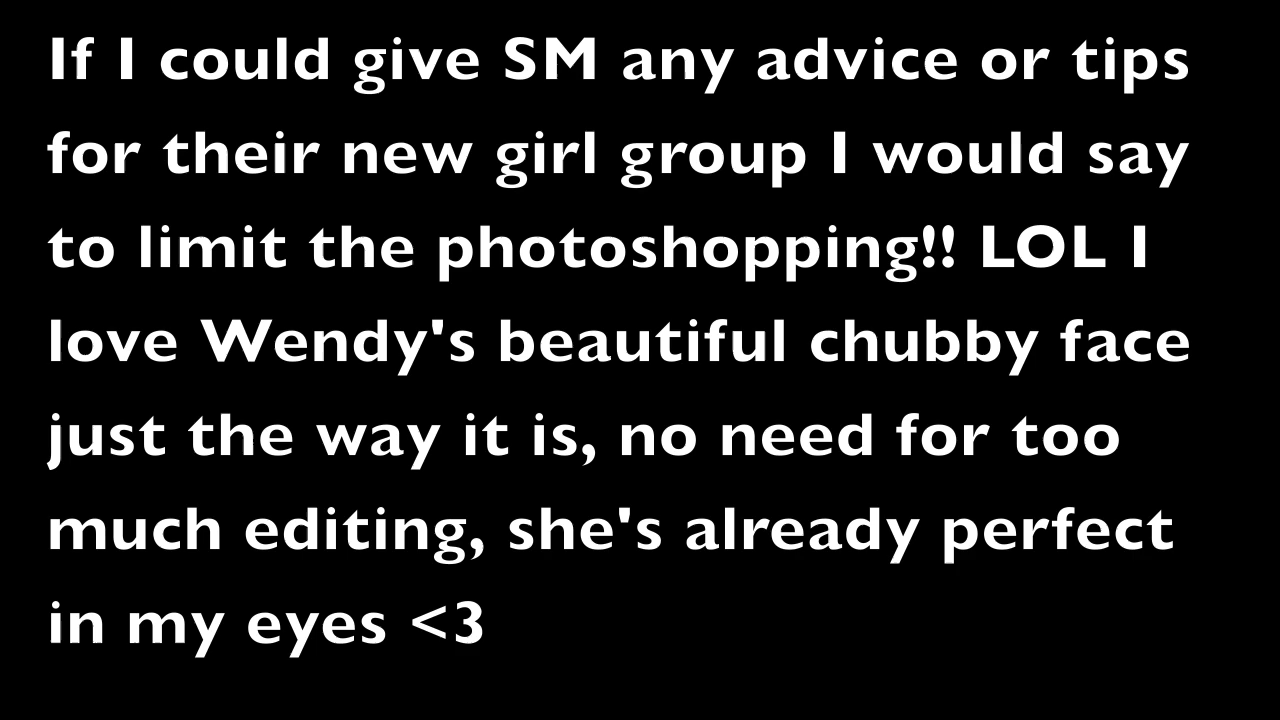 If I could give SM any advice or tips
for their new girl group I would say
to limit the photoshopping!! LOL I
love Wendy's beautiful chubby face
just the way it is, no need for too
much editing, she's already perfect
in my eyes <3